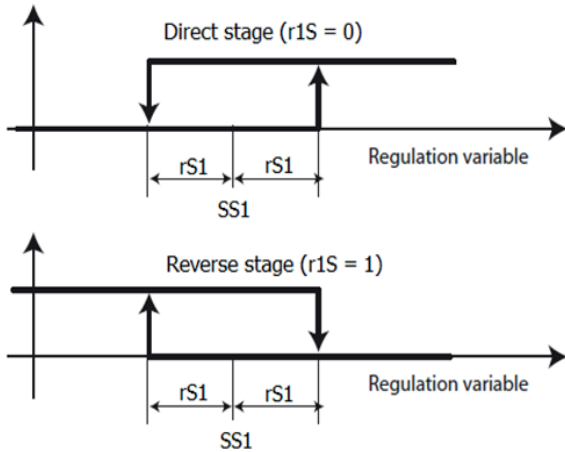 Direct stage (r1S = 0)
Regulation variable
rS1 rS1
SS1
Reverse stage (r1S = 1)
Regulation variable
rS1 rS1
SS1